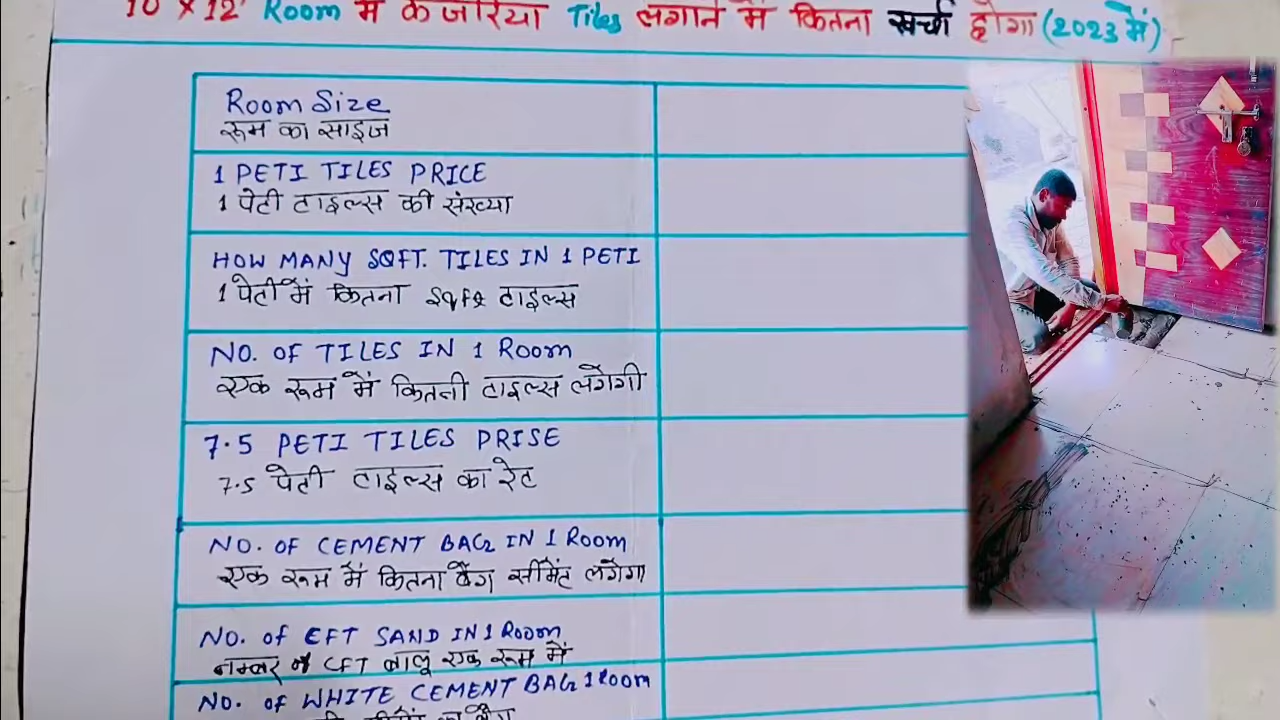 10 x 12' Room में के जरिया Tiles लगाने में कितना खर्चा होगा (2023 में)
Room Size
रूम का साइज
1 PETI TILES PRICE
1 पेटी टाइल्स की संख्या
HOW MANY SQFT. TILES IN 1 PETI
1 पेटी में कितना Sqft टाइल्स
NO. OF TILES IN 1 ROOM
एक रूम में कितनी टाइल्स लगेगी
7.5 PETI TILES PRISE
7.5 पेटी टाइल्स का रेट
NO. OF CEMENT BAG IN 1 ROOM
एक रूम में कितना बैग सीमेंट लगेगा
NO. OF CFT SAND IN 1 Room
नम्बर of CFT बालू एक रूम में
NO. OF WHITE CEMENT BAG 1 Room